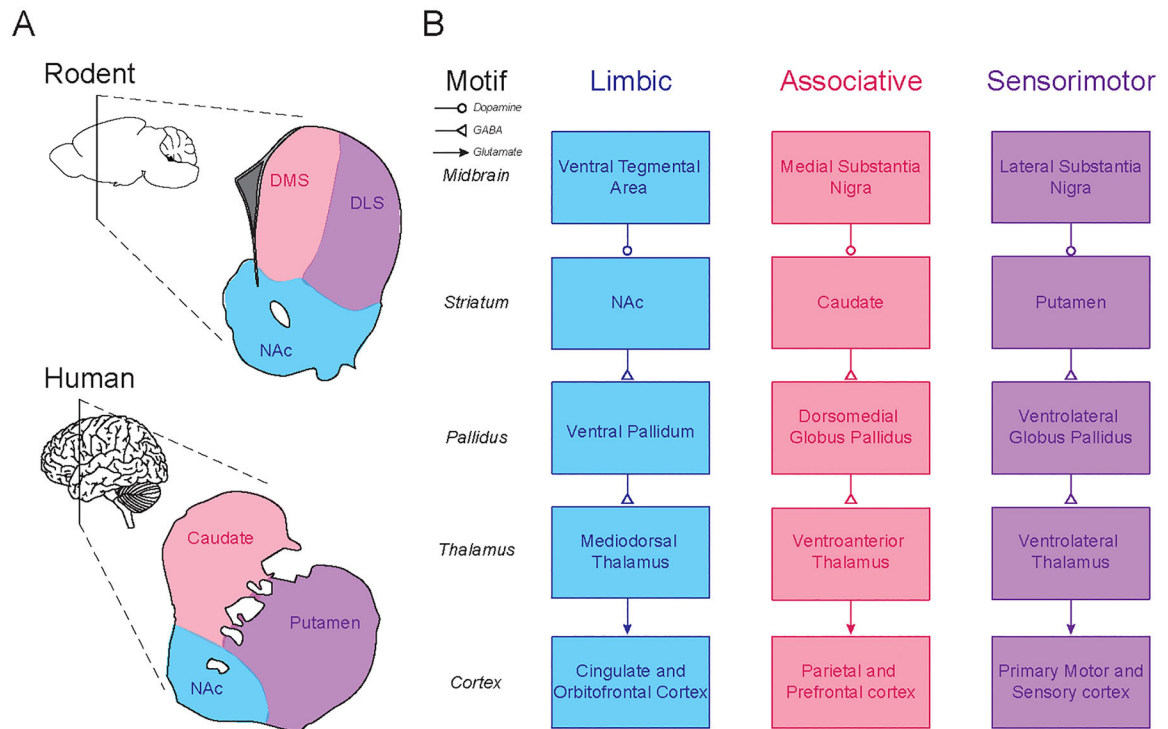 A
Rodent
DMS
DLS
NAc
Human
Caudate
Putamen
NAc
B
Motif
Limbic
Associative
Sensorimotor
Dopamine
GABA
Glutamate
Midbrain
Ventral Tegmental
Area
Medial Substantia
Nigra
Lateral Substantia
Nigra
Striatum
NAc
Caudate
Putamen
Pallidus
Ventral Pallidum
Dorsomedial
Globus Pallidus
Ventrolateral
Globus Pallidus
Thalamus
Mediodorsal
Thalamus
Ventroanterior
Thalamus
Ventrolateral
Thalamus
Cortex
Cingulate and
Orbitofrontal Cortex
Parietal and
Prefrontal cortex
Primary Motor and
Sensory cortex